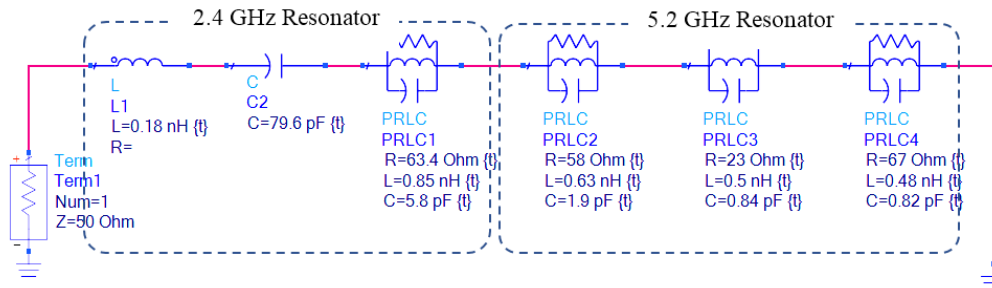 2.4 GHz Resonator
5.2 GHz Resonator
L
L1
L=0.18 nH {t}
R=
C
C2
C=79.6 pF {t}
PRLC
PRLC1
R=63.4 Ohm {t}
L=0.85 nH {t}
C=5.8 pF {t}
PRLC
PRLC2
R=58 Ohm {t}
L=0.63 nH {t}
C=1.9 pF {t}
PRLC
PRLC3
R=23 Ohm {t}
L=0.5 nH {t}
C=0.84 pF {t}
PRLC
PRLC4
R=67 Ohm {t}
L=0.48 nH {t}
C=0.82 pF {t}
+
Term
Term1
Num=1
Z=50 Ohm
-